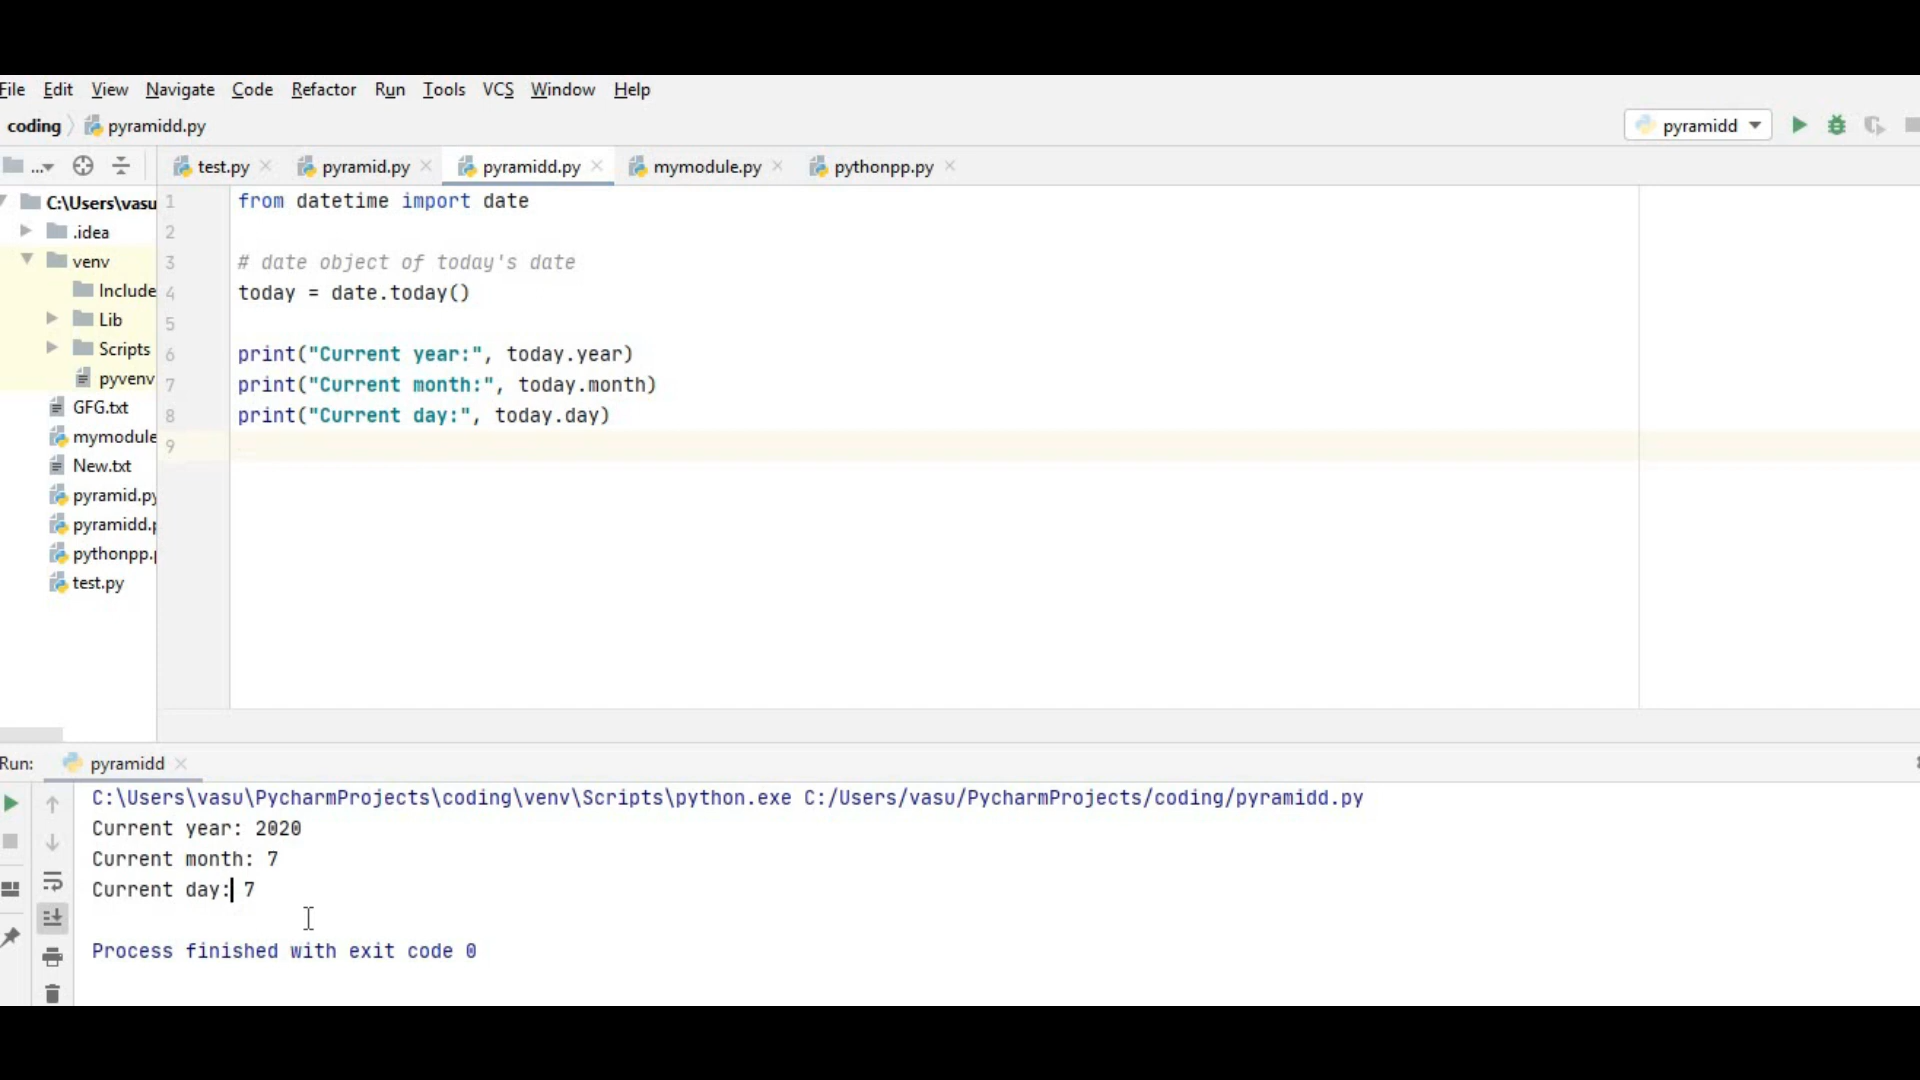 File Edit View Navigate Code Refactor Run Tools VCS Window Help
coding pyramidd.py pyramidd
... test.py pyramid.py pyramidd.py mymodule.py pythonpp.py
C:\Users\vasu
.idea
venv
Include
Lib
Scripts
pyvenv
GFG.txt
mymodule
New.txt
pyramid.py
pyramidd.p
pythonpp.p
test.py
1 from datetime import date
2
3 # date object of today's date
4 today = date.today()
5
6 print("Current year:", today.year)
7 print("Current month:", today.month)
8 print("Current day:", today.day)
9
Run: pyramidd
C:\Users\vasu\PycharmProjects\coding\venv\Scripts\python.exe C:/Users/vasu/PycharmProjects/coding/pyramidd.py
Current year: 2020
Current month: 7
Current day: 7
Process finished with exit code 0